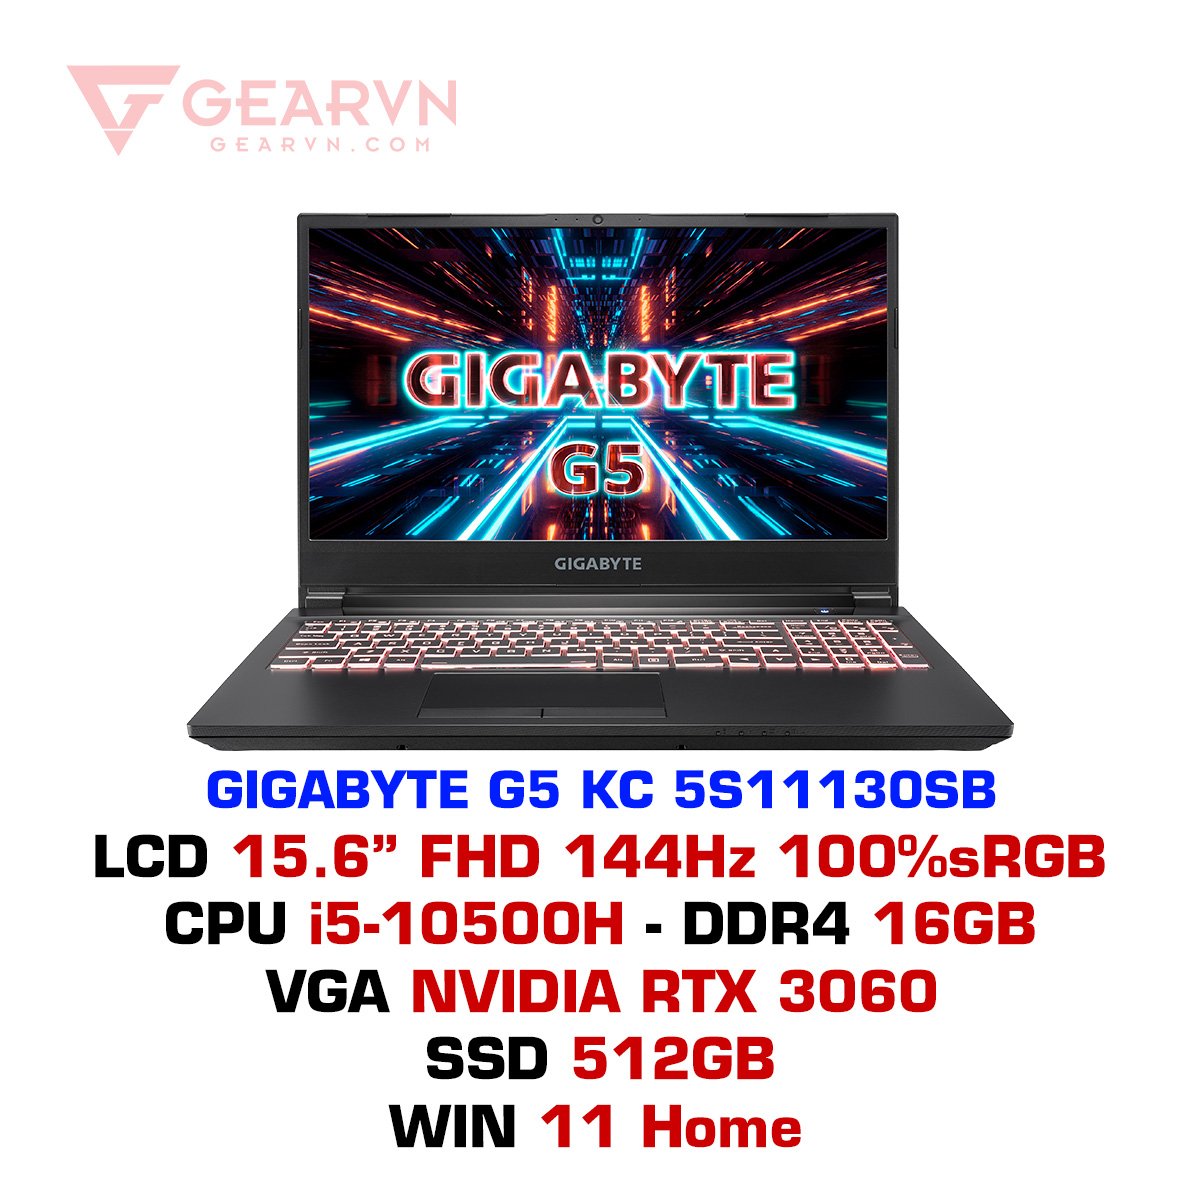 GEARVN
GEARVN.COM
GIGABYTE
G5
GIGABYTE
GIGABYTE G5 KC 5S11130SB
LCD 15.6” FHD 144Hz 100%sRGB
CPU i5-10500H - DDR4 16GB
VGA NVIDIA RTX 3060
SSD 512GB
WIN 11 Home